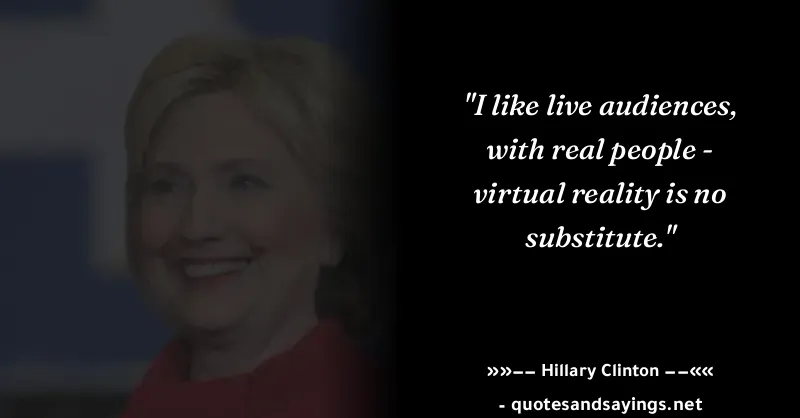 "I like live audiences,
with real people -
virtual reality is no
substitute."
»»−− Hillary Clinton −−««
- quotesandsayings.net